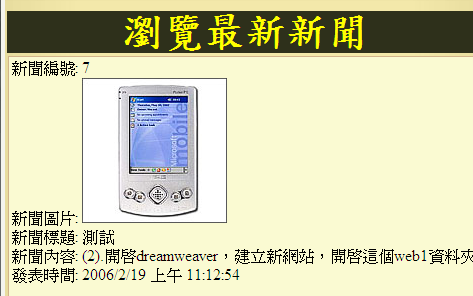 瀏覽最新新聞
新聞編號: 7
Microsoft
mobile
新聞圖片:
新聞標題: 測試
新聞内容: (2).開啓dreamweaver，建立新網站，開啓這個web1資料夾
發表時間: 2006/2/19 上午 11:12:54